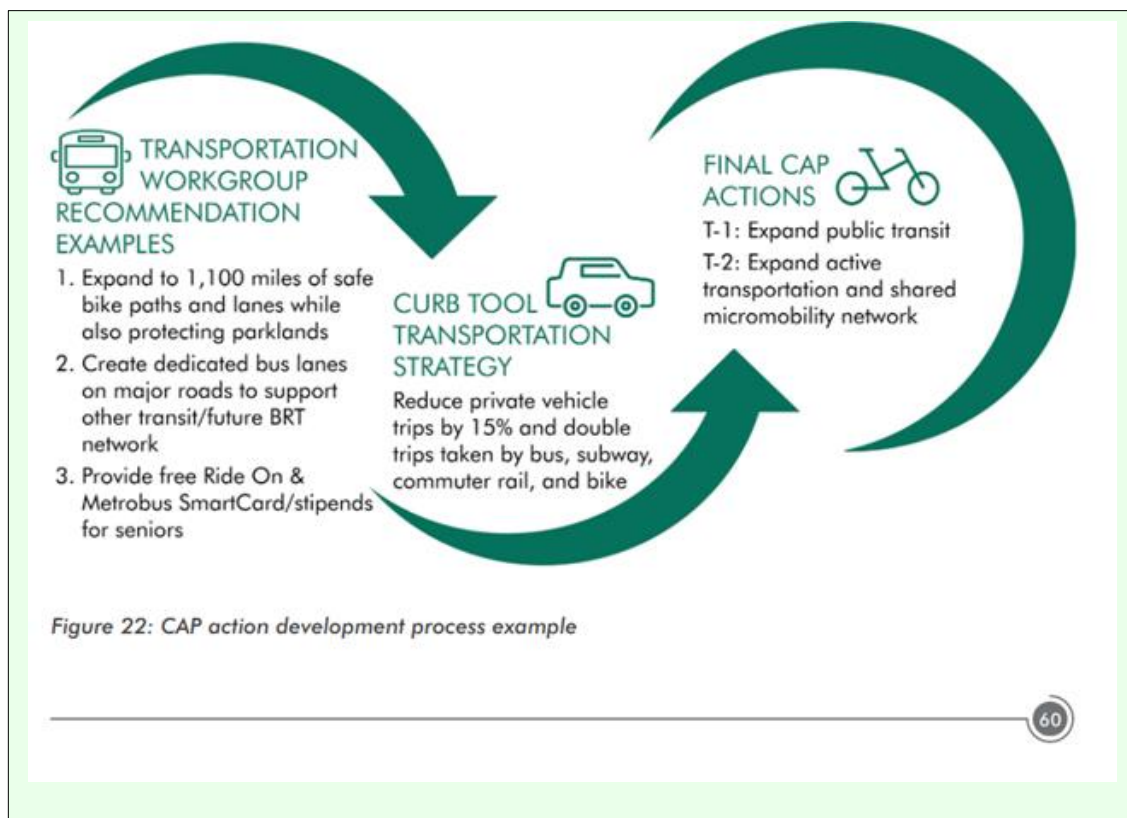 TRANSPORTATION
WORKGROUP
RECOMMENDATION
EXAMPLES
1. Expand to 1,100 miles of safe
bike paths and lanes while
also protecting parklands
2. Create dedicated bus lanes
on major roads to support
other transit/future BRT
network
3. Provide free Ride On &
Metrobus SmartCard/stipends
for seniors
CURB TOOL
TRANSPORTATION
STRATEGY
Reduce private vehicle
trips by 15% and double
trips taken by bus, subway,
commuter rail, and bike
FINAL CAP
ACTIONS
T-1: Expand public transit
T-2: Expand active
transportation and shared
micromobility network
Figure 22: CAP action development process example
60